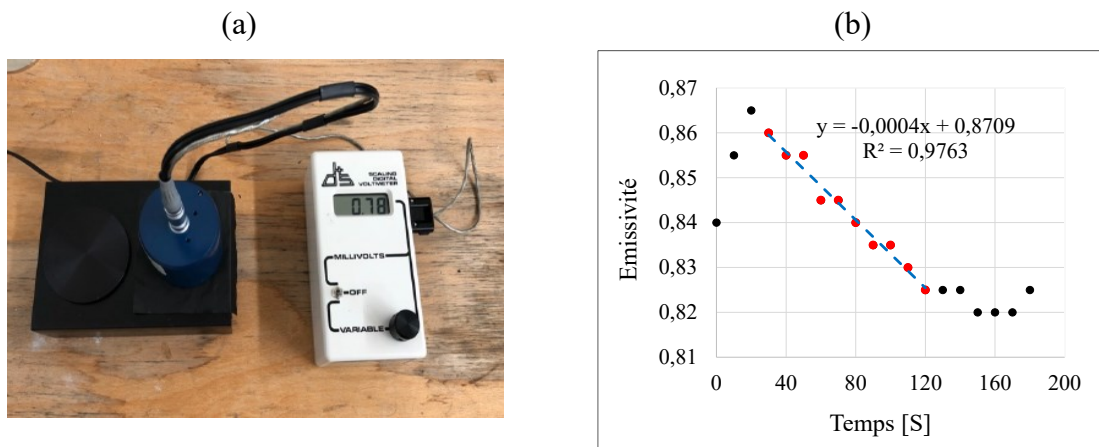 (a)
(b)
d+s
SCALING
DIGITAL
VOLTMETER
0.78
MILLIVOLTS
OFF
VARIABLE
Emissivité
0,87
0,86
0,85
0,84
0,83
0,82
0,81
y = -0,0004x + 0,8709
R² = 0,9763
0 40 80 120 160 200
Temps [S]